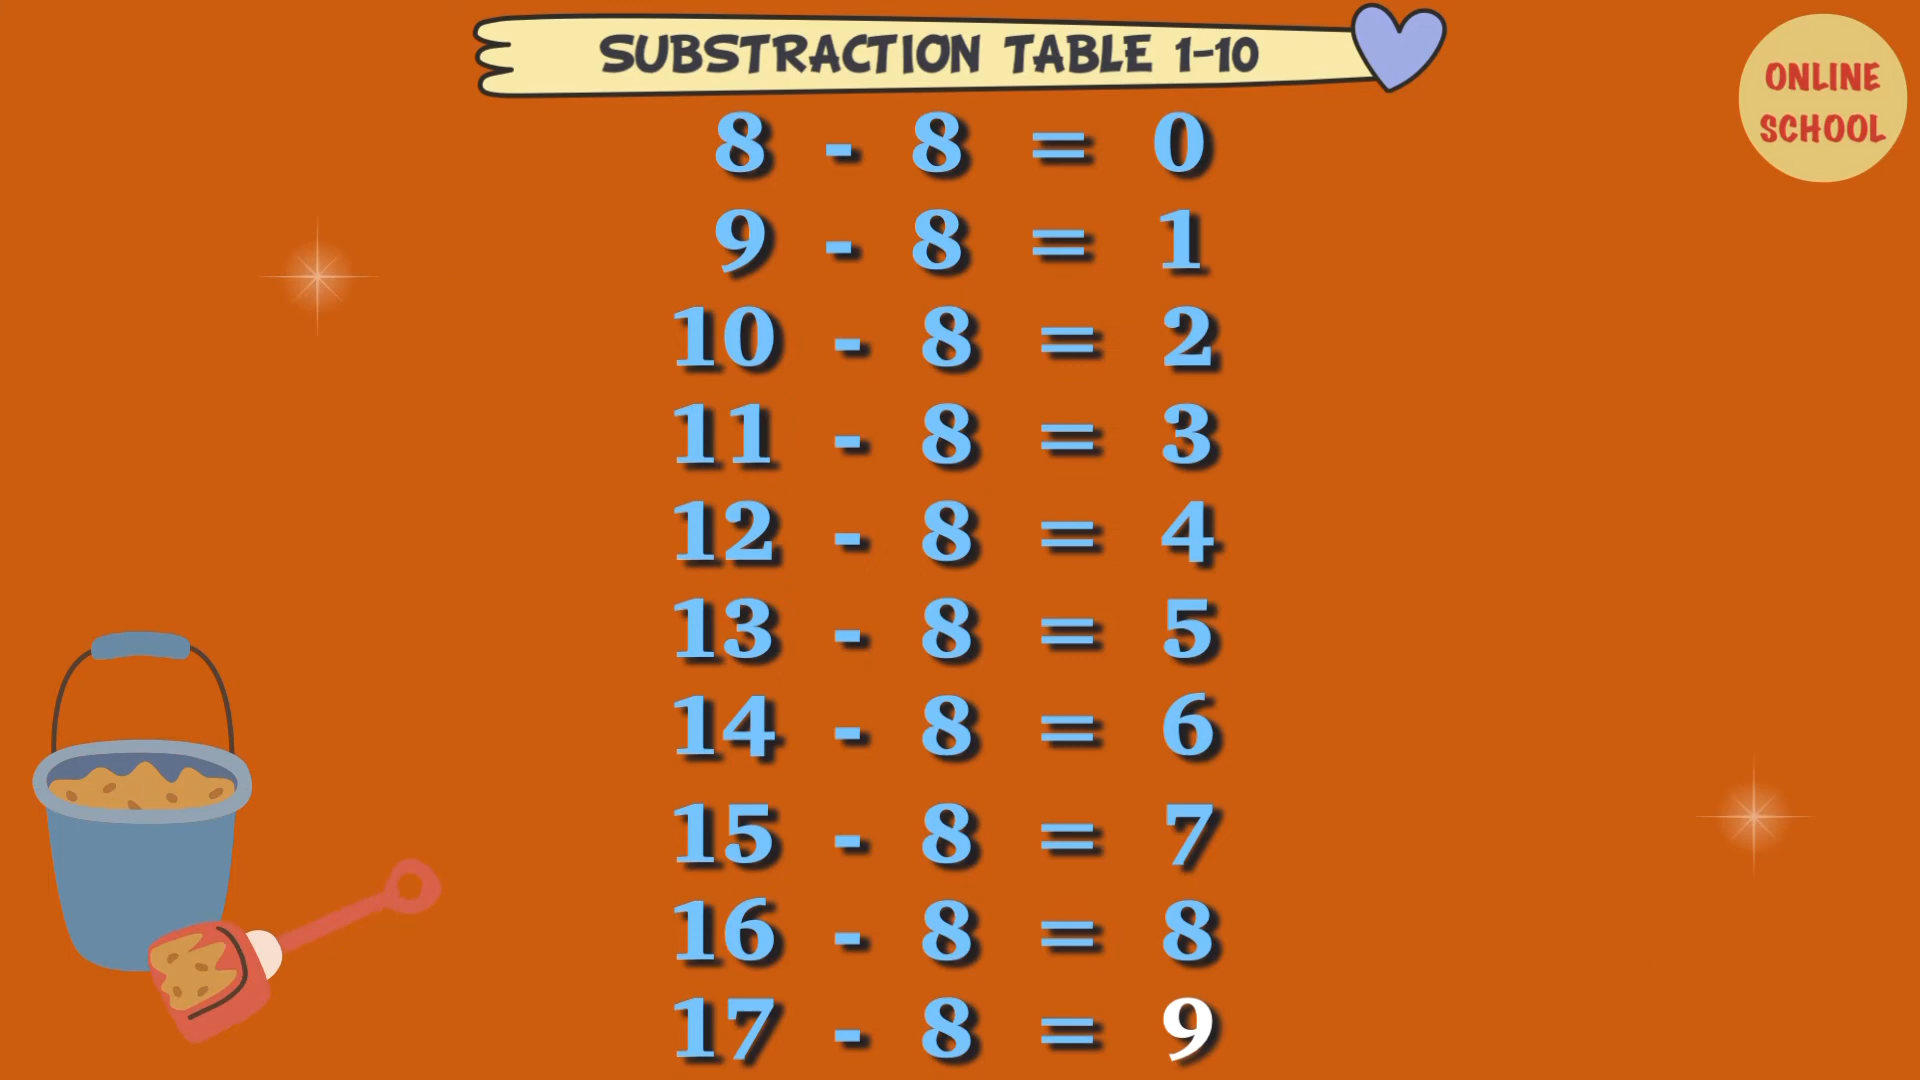 SUBSTRACTION TABLE 1-10
ONLINE
SCHOOL
8 - 8 = 0
9 - 8 = 1
10 - 8 = 2
11 - 8 = 3
12 - 8 = 4
13 - 8 = 5
14 - 8 = 6
15 - 8 = 7
16 - 8 = 8
17 - 8 = 9